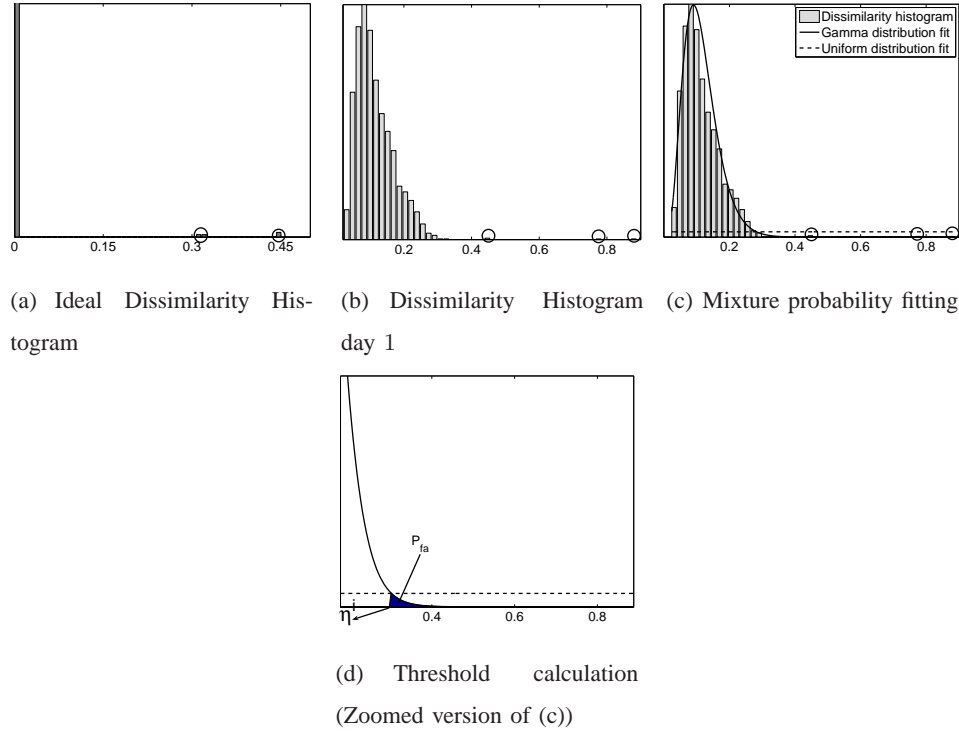 Dissimilarity histogram
Gamma distribution fit
Uniform distribution fit
0 0.15 0.3 0.45
0.2 0.4 0.6 0.8
0.2 0.4 0.6 0.8
(a) Ideal Dissimilarity His-
togram
(b) Dissimilarity Histogram
day 1
(c) Mixture probability fitting
P_fa
η^i
0.4 0.6 0.8
(d) Threshold calculation
(Zoomed version of (c))